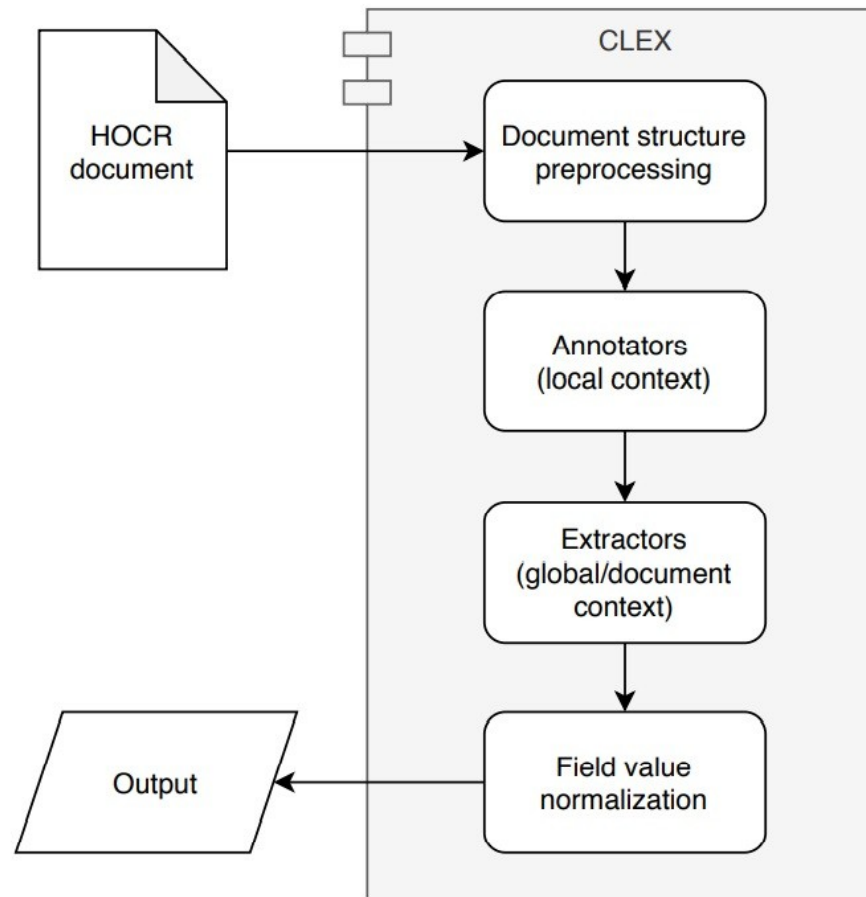 CLEX
HOCR
document
Document structure
preprocessing
Annotators
(local context)
Extractors
(global/document
context)
Field value
normalization
Output